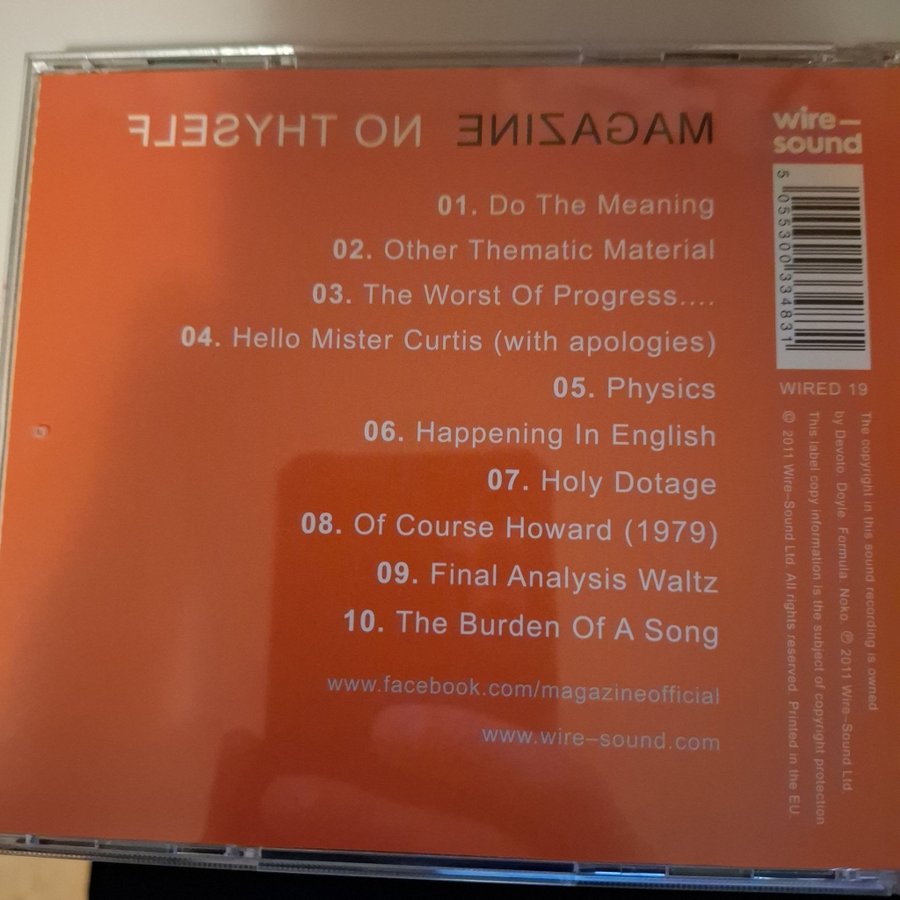 MAGAZINE NO THYSELF
01. Do The Meaning
02. Other Thematic Material
03. The Worst Of Progress....
04. Hello Mister Curtis (with apologies)
05. Physics
06. Happening In English
07. Holy Dotage
08. Of Course Howard (1979)
09. Final Analysis Waltz
10. The Burden Of A Song
www.facebook.com/magazineofficial
www.wire-sound.com
wire-
sound
5 055300 334831
WIRED 19
The copyright in this sound recording is owned
by Devoto. Doyle. Formula. Noko. ℗ 2011 Wire-Sound Ltd.
This label copy information is the subject of copyright protection
© 2011 Wire-Sound Ltd. All rights reserved. Printed in the EU.